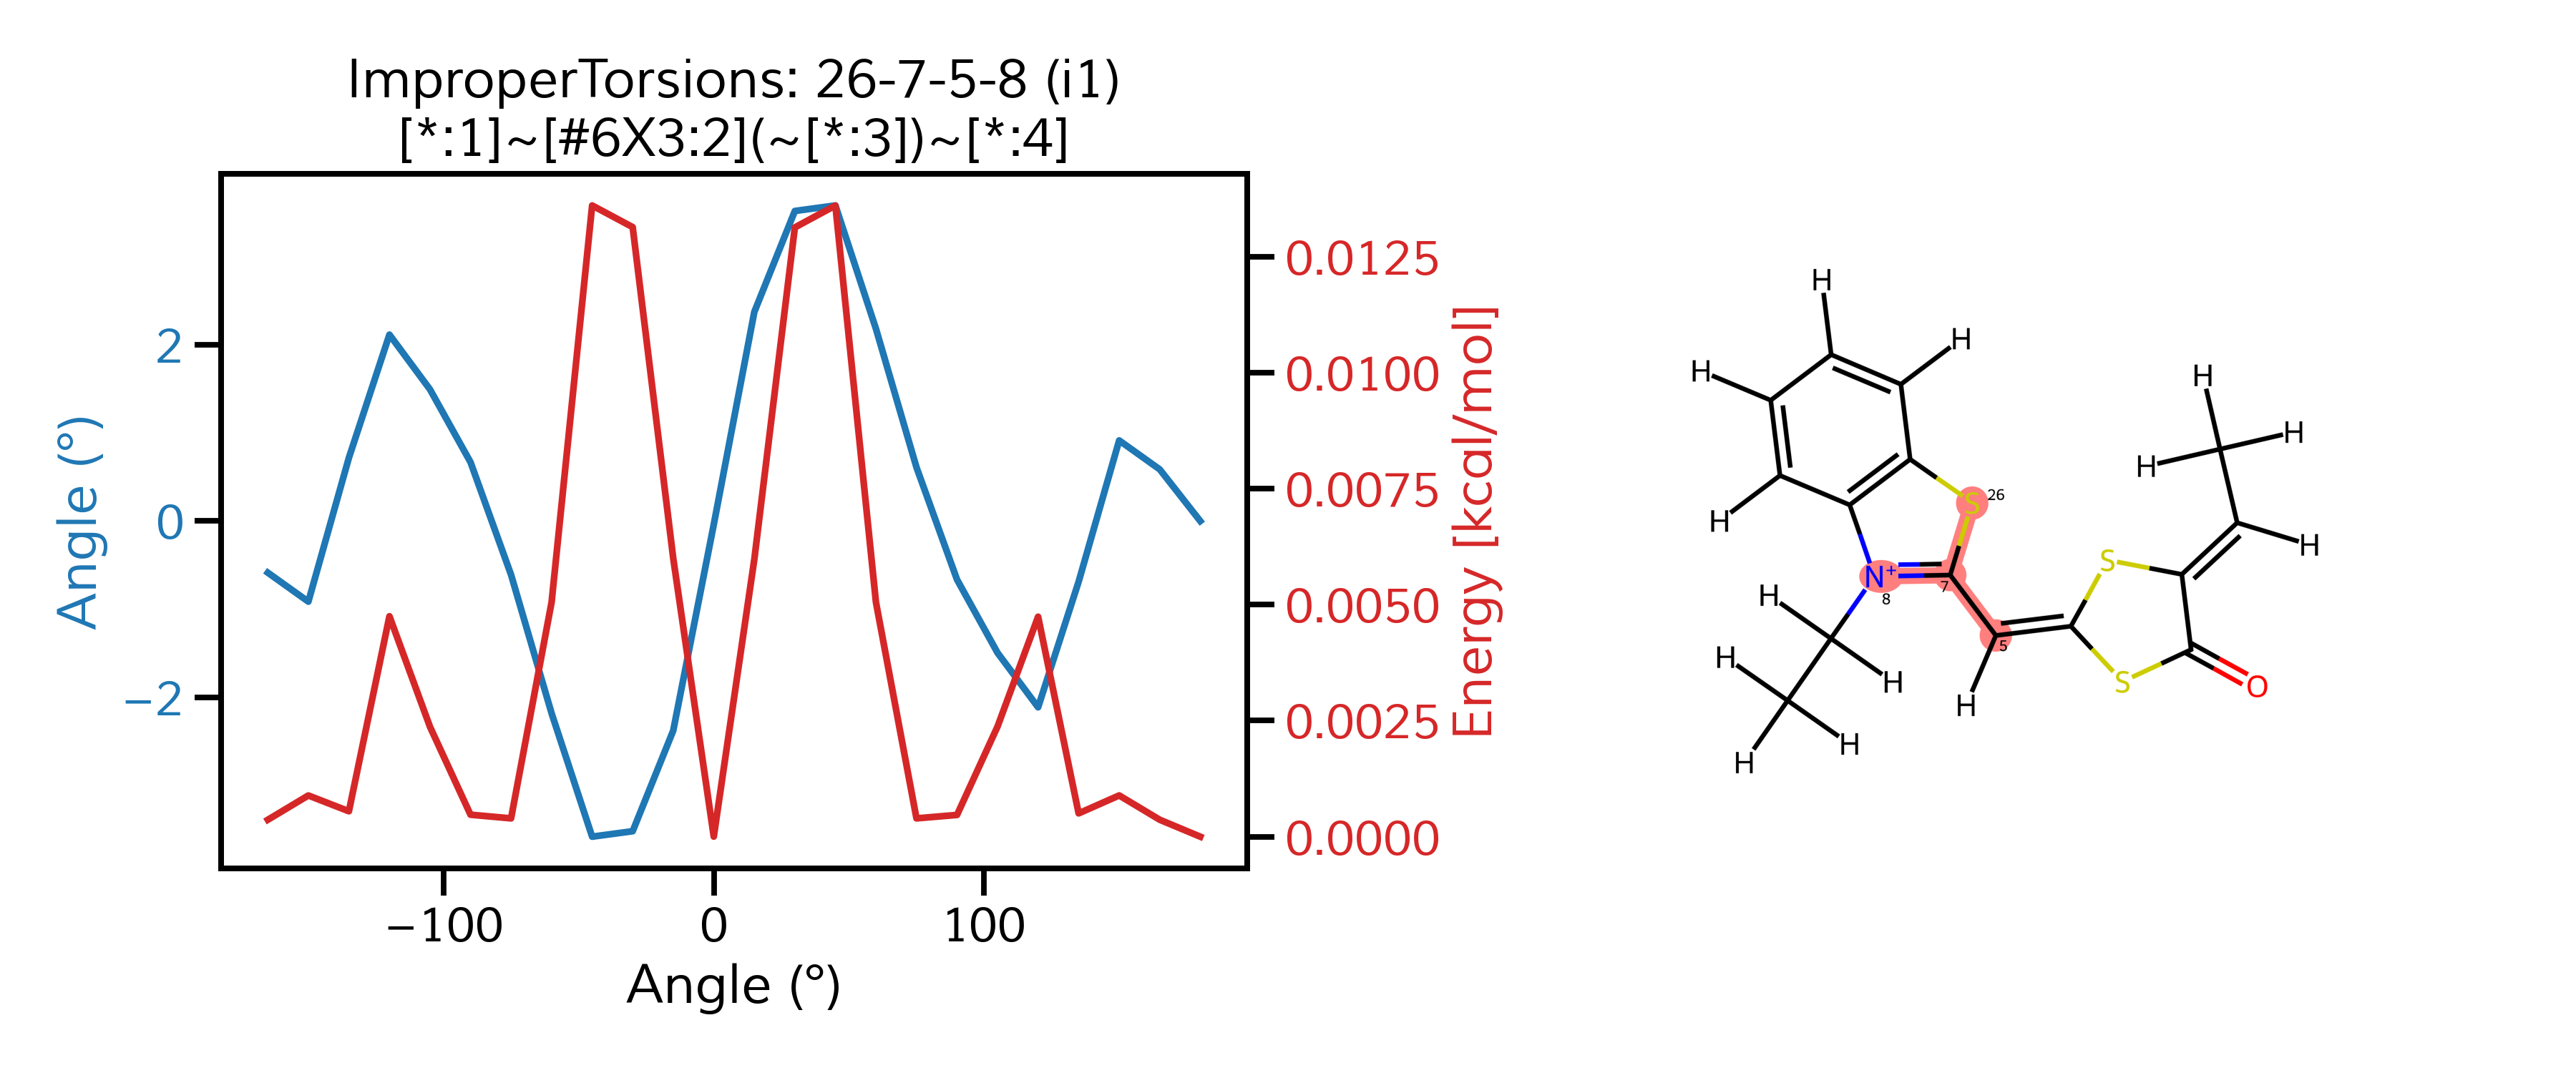 ImproperTorsions: 26-7-5-8 (i1)
[*:1]~[#6X3:2](~[*:3])~[*:4]
Angle (°)
2
0
−2
−100
0
100
Angle (°)
0.0125
0.0100
0.0075
0.0050
0.0025
0.0000
Energy [kcal/mol]
H
H
H
H
H
H
H
H
S 26
S
N+
8
7
5
H
H
H
H
H
H
H
S
O